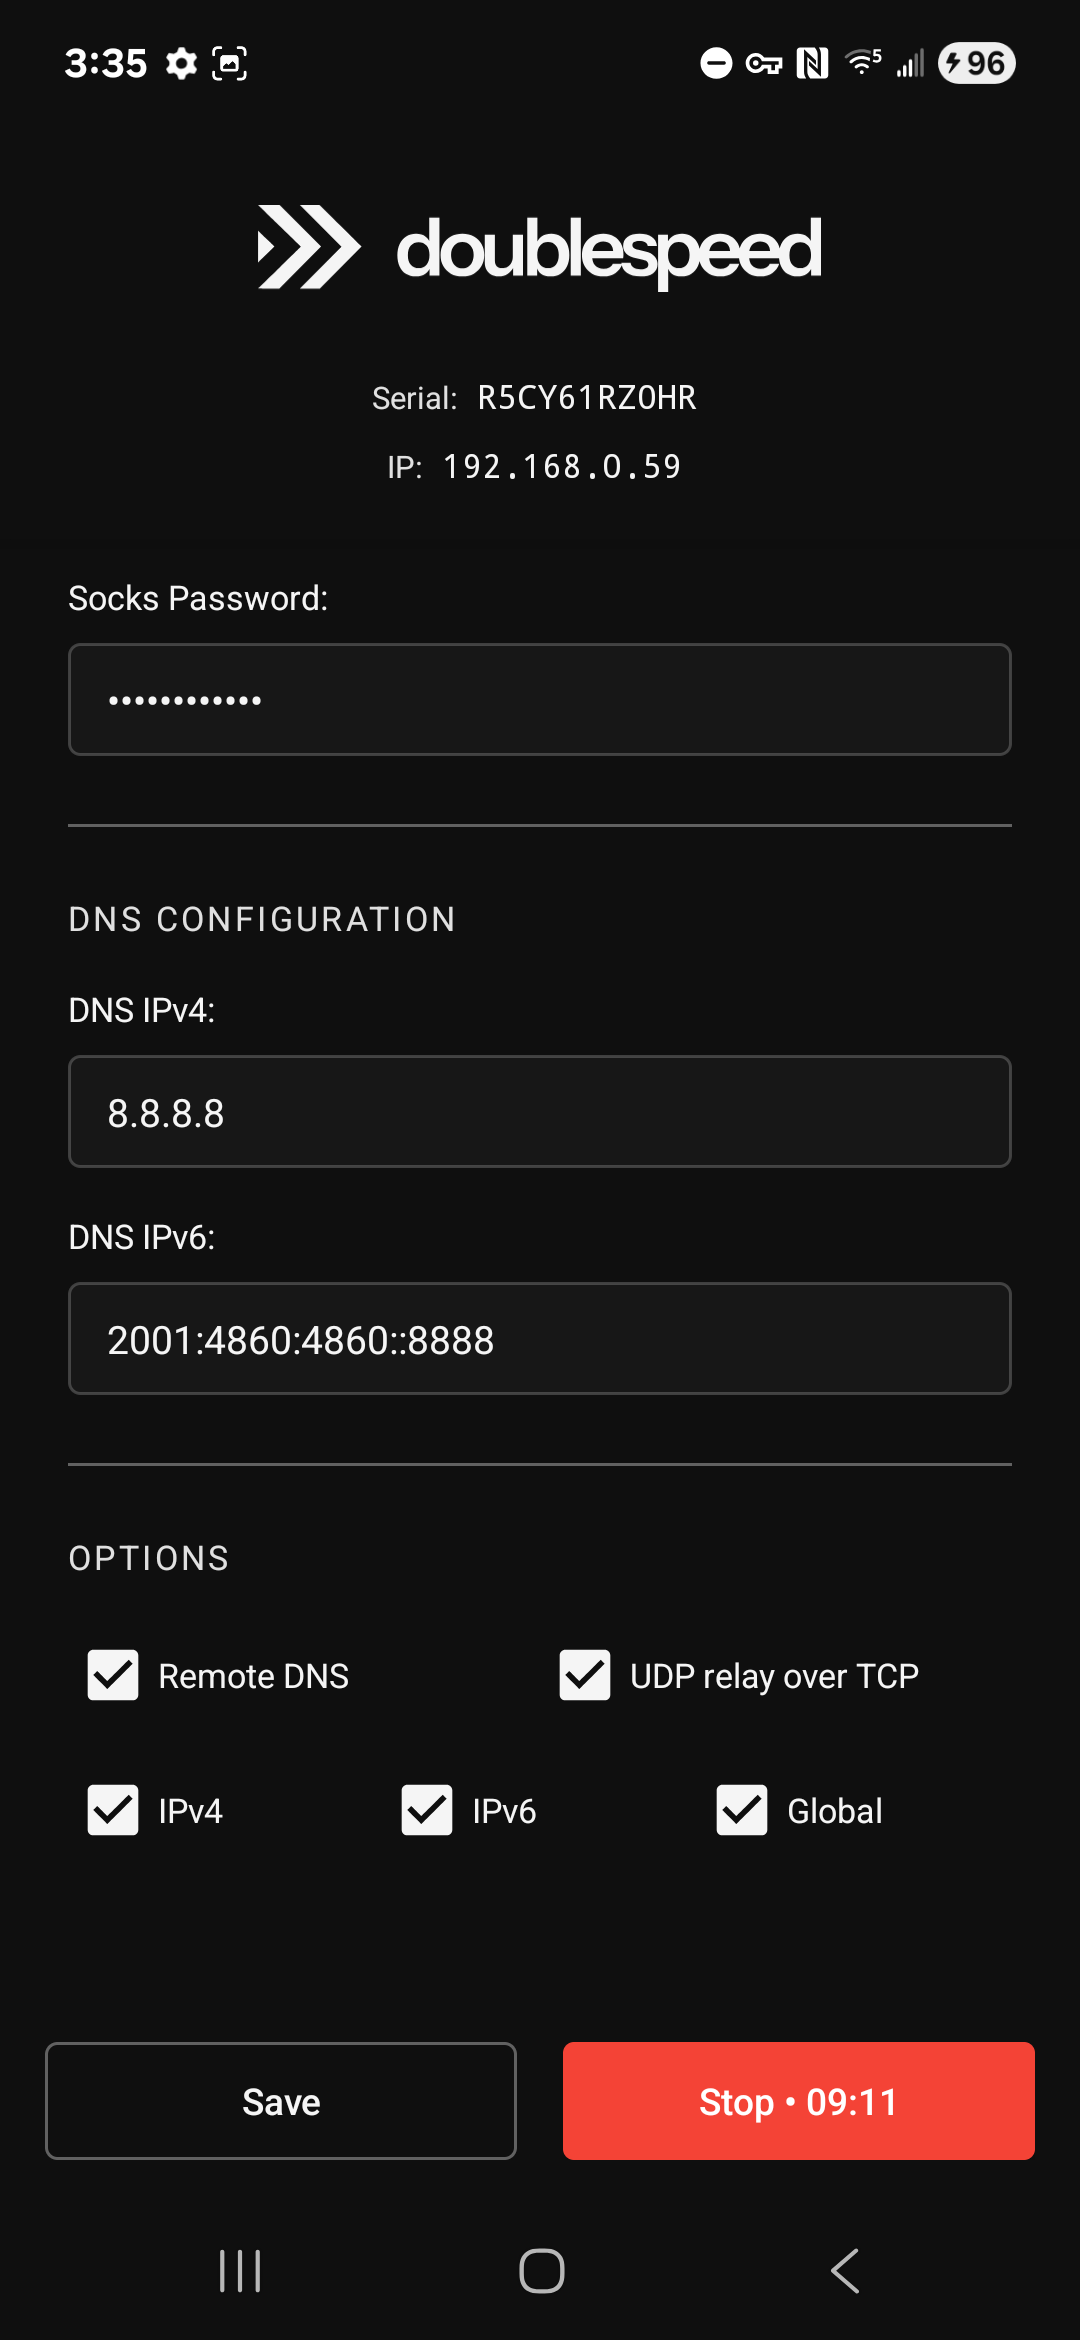 3:35
5
96
doublespeed
Serial: R5CY61RZ0HR
IP: 192.168.0.59
Socks Password:
••••••••••••
DNS CONFIGURATION
DNS IPv4:
8.8.8.8
DNS IPv6:
2001:4860:4860::8888
OPTIONS
Remote DNS
UDP relay over TCP
IPv4
IPv6
Global
Save
Stop • 09:11